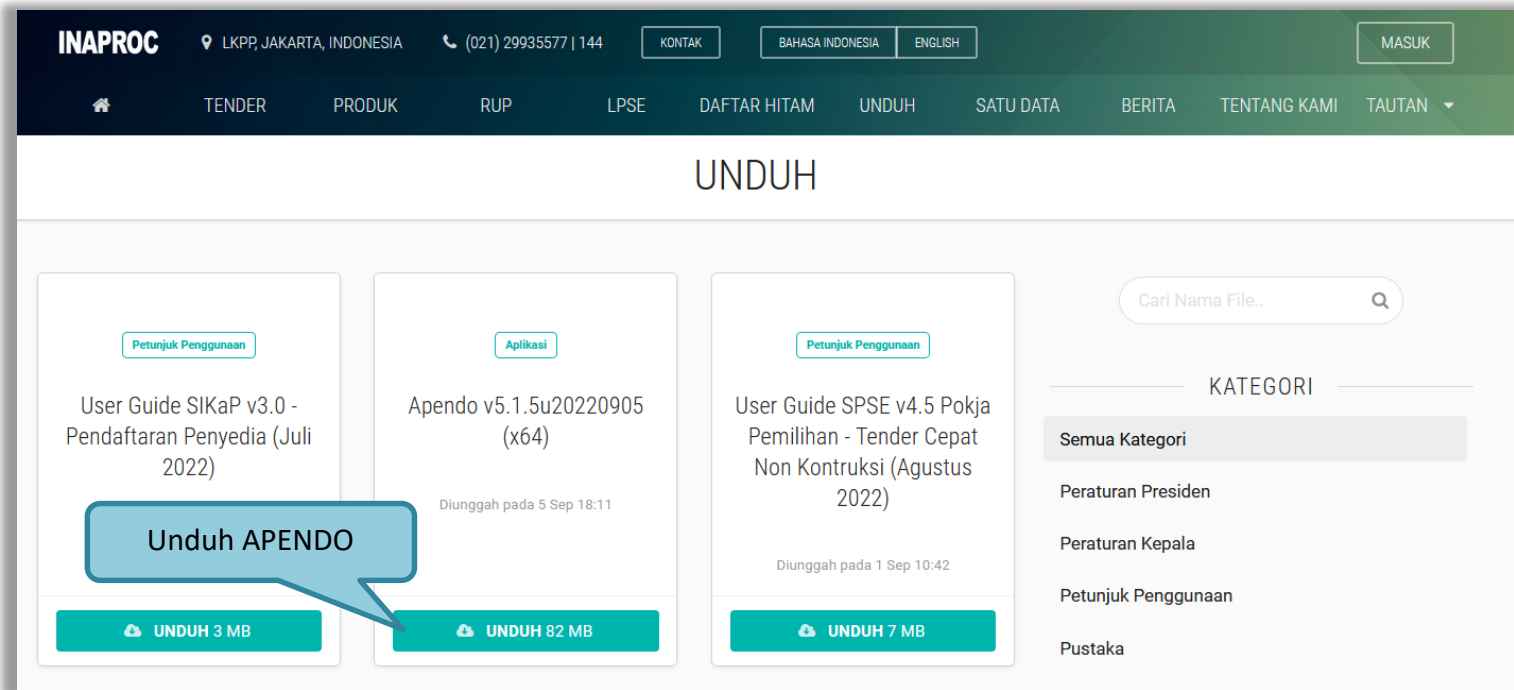 INAPROC
LKPP, JAKARTA, INDONESIA
(021) 29935577 | 144
KONTAK
BAHASA INDONESIA
ENGLISH
MASUK
TENDER
PRODUK
RUP
LPSE
DAFTAR HITAM
UNDUH
SATU DATA
BERITA
TENTANG KAMI
TAUTAN
UNDUH
Petunjuk Penggunaan
User Guide SIKaP v3.0 -
Pendaftaran Penyedia (Juli
2022)
UNDUH 3 MB
Aplikasi
Apendo v5.1.5u20220905
(x64)
Diunggah pada 5 Sep 18:11
Unduh APENDO
UNDUH 82 MB
Petunjuk Penggunaan
User Guide SPSE v4.5 Pokja
Pemilihan - Tender Cepat
Non Kontruksi (Agustus
2022)
Diunggah pada 1 Sep 10:42
UNDUH 7 MB
Cari Nama File..
KATEGORI
Semua Kategori
Peraturan Presiden
Peraturan Kepala
Petunjuk Penggunaan
Pustaka